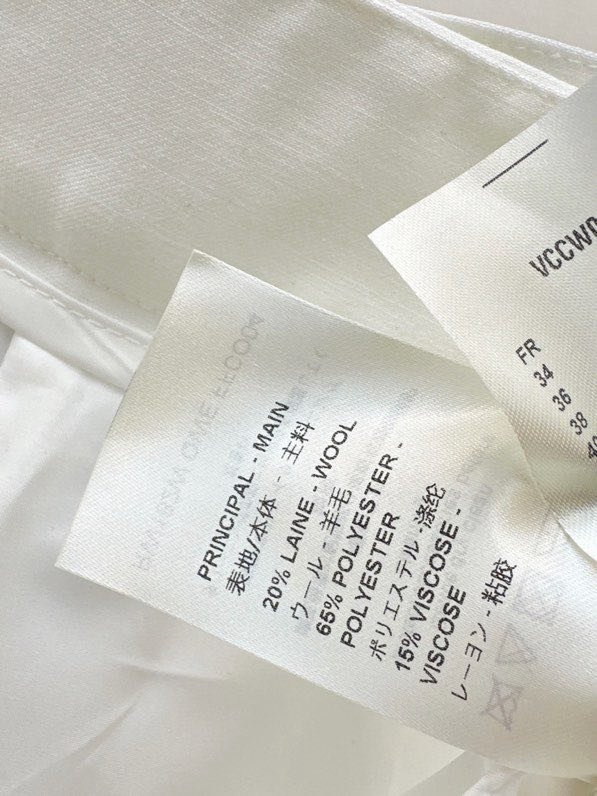 PRINCIPAL - MAIN
表地/本体 - 主料
20% LAINE - WOOL
ウール - 羊毛
65% POLYESTER -
POLYESTER
ポリエステル - 涤纶
15% VISCOSE -
VISCOSE
レーヨン - 粘胶
VCCWO
FR
34
36
38
40